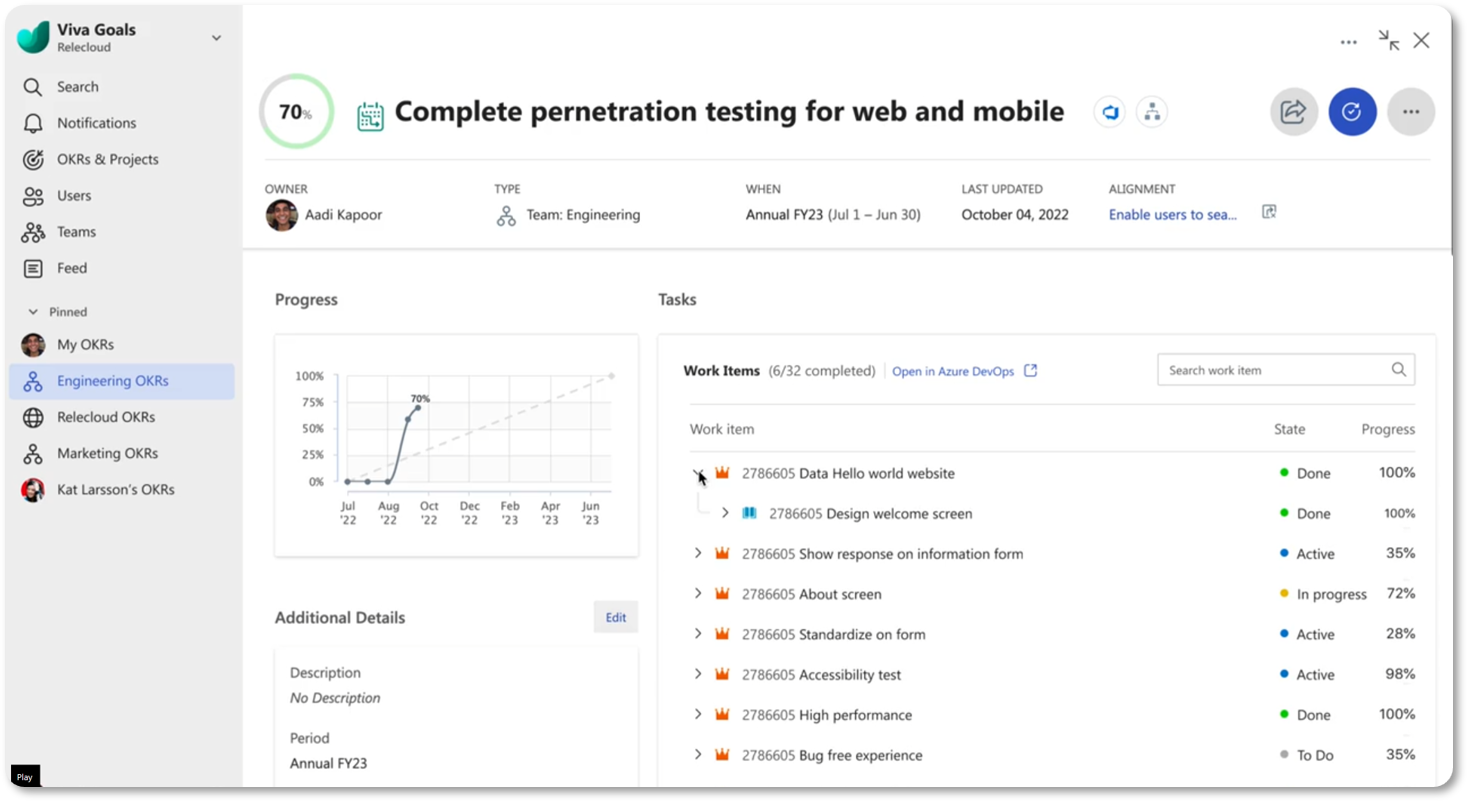 Viva Goals
Relecloud
Search
Notifications
OKRs & Projects
Users
Teams
Feed
Pinned
My OKRs
Engineering OKRs
Relecloud OKRs
Marketing OKRs
Kat Larsson's OKRs
Play
70%
Complete pernetration testing for web and mobile
OWNER
Aadi Kapoor
TYPE
Team: Engineering
WHEN
Annual FY23 (Jul 1 – Jun 30)
LAST UPDATED
October 04, 2022
ALIGNMENT
Enable users to sea...
Progress
100%
75%
50%
25%
0%
70%
Jul '22
Aug '22
Oct '22
Dec '22
Feb '23
Apr '23
Jun '23
Additional Details
Edit
Description
No Description
Period
Annual FY23
Tasks
Work Items (6/32 completed) Open in Azure DevOps
Search work item
Work item State Progress
2786605 Data Hello world website Done 100%
2786605 Design welcome screen Done 100%
2786605 Show response on information form Active 35%
2786605 About screen In progress 72%
2786605 Standardize on form Active 28%
2786605 Accessibility test Active 98%
2786605 High performance Done 100%
2786605 Bug free experience To Do 35%